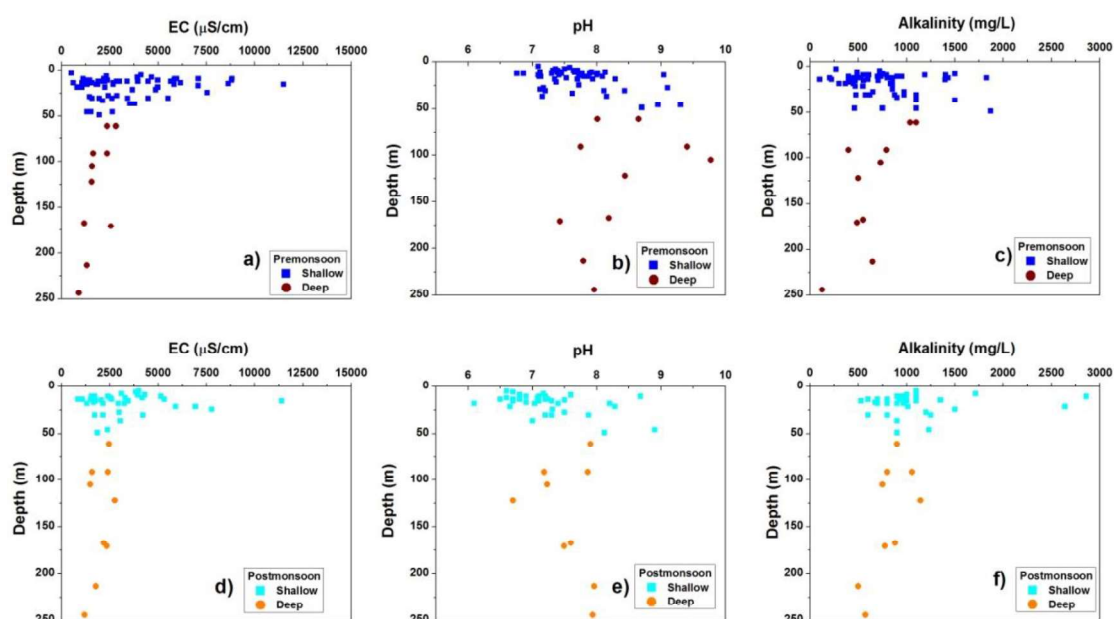 EC (μS/cm)
0 2500 5000 7500 10000 12500 15000
0
50
100
150
200
250
Depth (m)
a)
Premonsoon
Shallow
Deep
pH
6 7 8 9 10
0
50
100
150
200
250
Depth (m)
b)
Premonsoon
Shallow
Deep
Alkalinity (mg/L)
0 500 1000 1500 2000 2500 3000
0
50
100
150
200
250
Depth (m)
c)
Premonsoon
Shallow
Deep
EC (μS/cm)
0 2500 5000 7500 10000 12500 15000
0
50
100
150
200
250
Depth (m)
d)
Postmonsoon
Shallow
Deep
pH
6 7 8 9 10
0
50
100
150
200
250
Depth (m)
e)
Postmonsoon
Shallow
Deep
Alkalinity (mg/L)
0 500 1000 1500 2000 2500 3000
0
50
100
150
200
250
Depth (m)
f)
Postmonsoon
Shallow
Deep